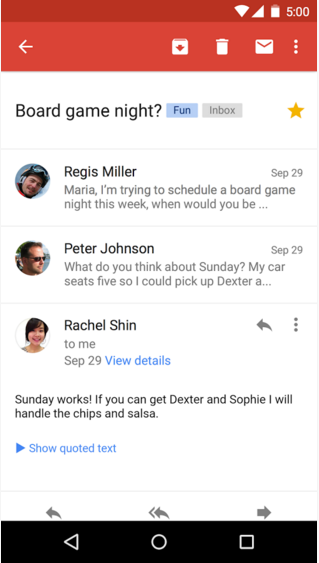 5:00
Board game night? Fun Inbox
Regis Miller Sep 29
Maria, I'm trying to schedule a board game
night this week, when would you be ...
Peter Johnson Sep 29
What do you think about Sunday? My car
seats five so I could pick up Dexter a...
Rachel Shin
to me
Sep 29 View details
Sunday works! If you can get Dexter and Sophie I will
handle the chips and salsa.
Show quoted text